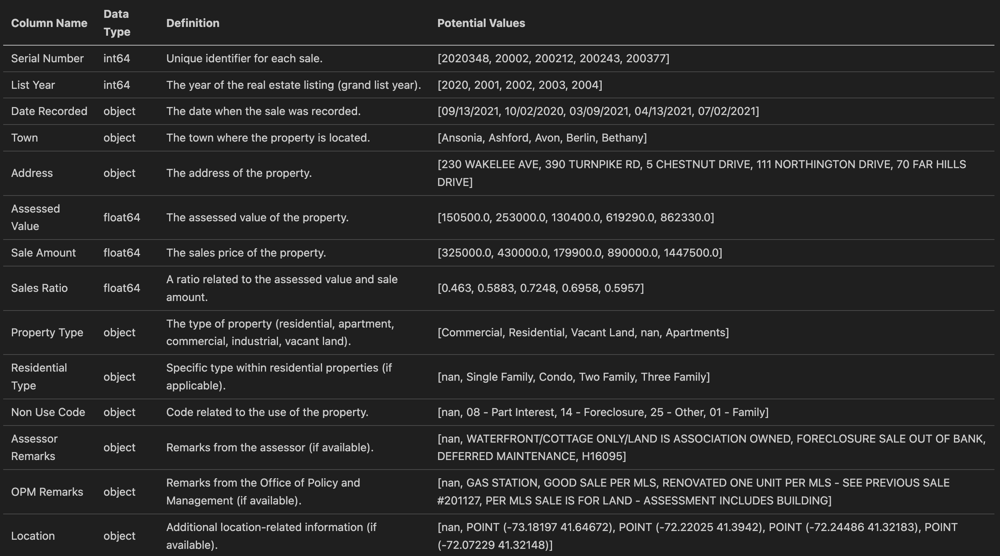 Column Name Data Type Definition Potential Values
Serial Number int64 Unique identifier for each sale. [2020348, 20002, 200212, 200243, 200377]
List Year int64 The year of the real estate listing (grand list year). [2020, 2001, 2002, 2003, 2004]
Date Recorded object The date when the sale was recorded. [09/13/2021, 10/02/2020, 03/09/2021, 04/13/2021, 07/02/2021]
Town object The town where the property is located. [Ansonia, Ashford, Avon, Berlin, Bethany]
Address object The address of the property. [230 WAKELEE AVE, 390 TURNPIKE RD, 5 CHESTNUT DRIVE, 111 NORTHINGTON DRIVE, 70 FAR HILLS
DRIVE]
Assessed
Value float64 The assessed value of the property. [150500.0, 253000.0, 130400.0, 619290.0, 862330.0]
Sale Amount float64 The sales price of the property. [325000.0, 430000.0, 179900.0, 890000.0, 1447500.0]
Sales Ratio float64 A ratio related to the assessed value and sale
amount. [0.463, 0.5883, 0.7248, 0.6958, 0.5957]
Property Type object The type of property (residential, apartment,
commercial, industrial, vacant land). [Commercial, Residential, Vacant Land, nan, Apartments]
Residential
Type object Specific type within residential properties (if
applicable). [nan, Single Family, Condo, Two Family, Three Family]
Non Use Code object Code related to the use of the property. [nan, 08 - Part Interest, 14 - Foreclosure, 25 - Other, 01 - Family]
Assessor
Remarks object Remarks from the assessor (if available). [nan, WATERFRONT/COTTAGE ONLY/LAND IS ASSOCIATION OWNED, FORECLOSURE SALE OUT OF BANK,
DEFERRED MAINTENANCE, H16095]
OPM Remarks object Remarks from the Office of Policy and
Management (if available). [nan, GAS STATION, GOOD SALE PER MLS, RENOVATED ONE UNIT PER MLS - SEE PREVIOUS SALE
#201127, PER MLS SALE IS FOR LAND - ASSESSMENT INCLUDES BUILDING]
Location object Additional location-related information (if
available). [nan, POINT (-73.18197 41.64672), POINT (-72.22025 41.3942), POINT (-72.24486 41.32183), POINT
(-72.07229 41.32148)]